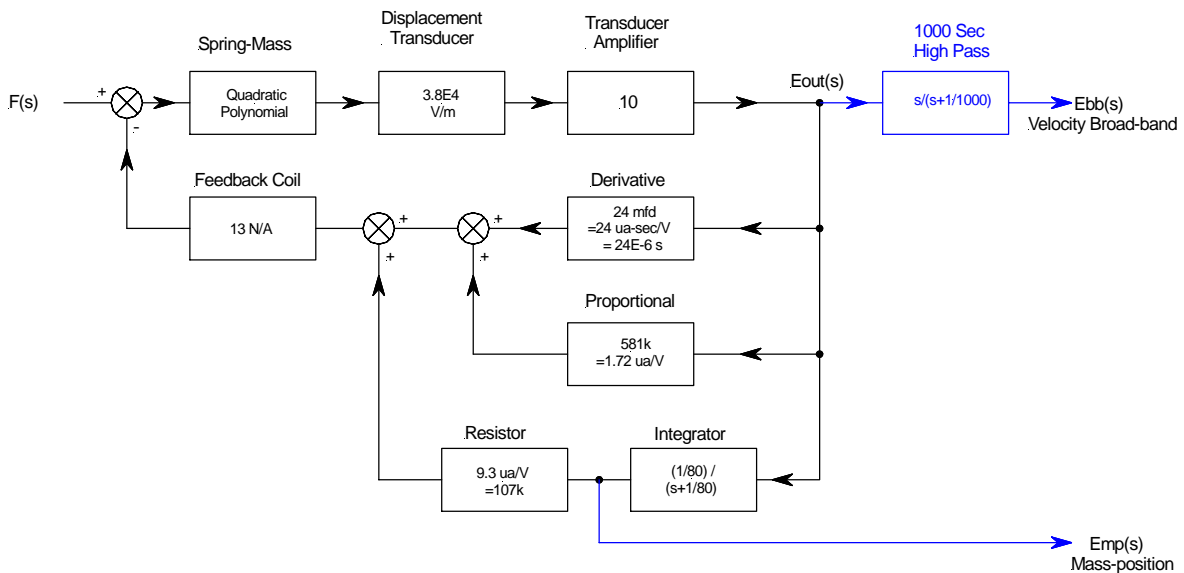 Displacement
Transducer
Transducer
Amplifier
1000 Sec
High Pass
Spring-Mass
F(s)
+
-
Quadratic
Polynomial
3.8E4
V/m
10
Eout(s)
s/(s+1/1000)
Ebb(s)
Velocity Broad-band
Feedback Coil
13 N/A
+
+
+
+
Derivative
24 mfd
=24 ua-sec/V
= 24E-6 s
Proportional
581k
=1.72 ua/V
Resistor
9.3 ua/V
=107k
Integrator
(1/80) /
(s+1/80)
Emp(s)
Mass-position